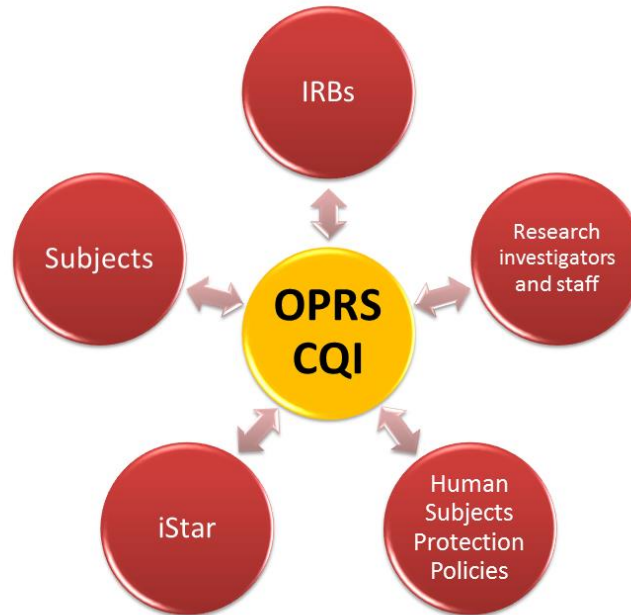 IRBs
Subjects
Research
investigators
and staff
OPRS
CQI
iStar
Human
Subjects
Protection
Policies